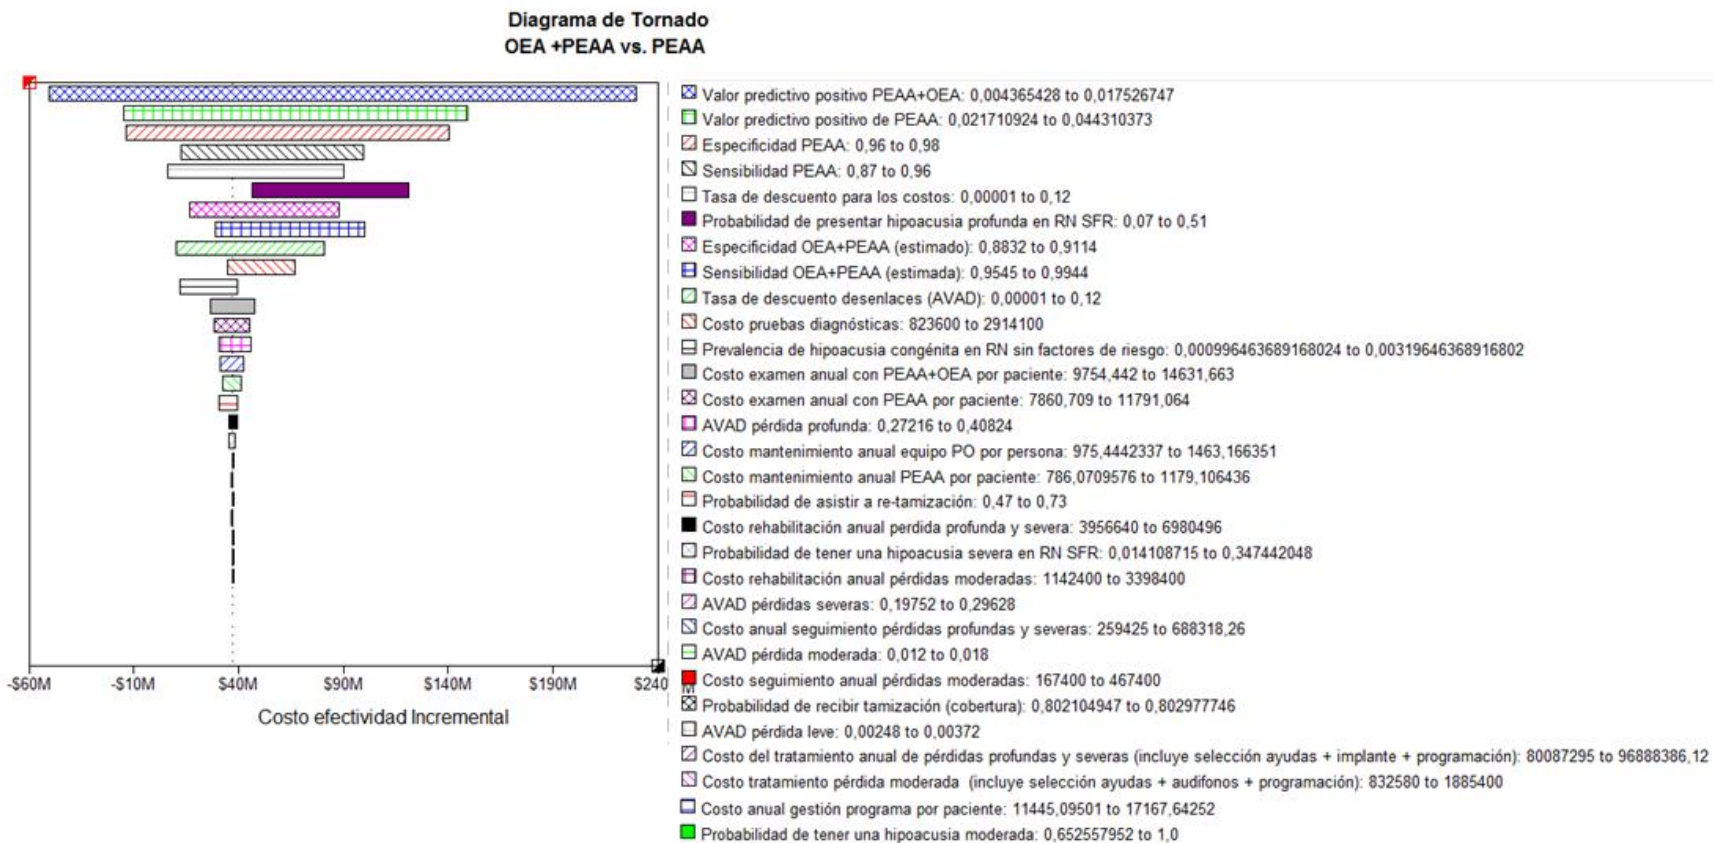 Diagrama de Tornado
OEA +PEAA vs. PEAA
Valor predictivo positivo PEAA+OEA: 0,004365428 to 0,017526747
Valor predictivo positivo de PEAA: 0,021710924 to 0,044310373
Especificidad PEAA: 0,96 to 0,98
Sensibilidad PEAA: 0,87 to 0,96
Tasa de descuento para los costos: 0,00001 to 0,12
Probabilidad de presentar hipoacusia profunda en RN SFR: 0,07 to 0,51
Especificidad OEA+PEAA (estimado): 0,8832 to 0,9114
Sensibilidad OEA+PEAA (estimada): 0,9545 to 0,9944
Tasa de descuento desenlaces (AVAD): 0,00001 to 0,12
Costo pruebas diagnósticas: 823600 to 2914100
Prevalencia de hipoacusia congénita en RN sin factores de riesgo: 0,000996463689168024 to 0,00319646368916802
Costo examen anual con PEAA+OEA por paciente: 9754,442 to 14631,663
Costo examen anual con PEAA por paciente: 7860,709 to 11791,064
AVAD pérdida profunda: 0,27216 to 0,40824
Costo mantenimiento anual equipo PO por persona: 975,4442337 to 1463,166351
Costo mantenimiento anual PEAA por paciente: 786,0709576 to 1179,106436
Probabilidad de asistir a re-tamización: 0,47 to 0,73
Costo rehabilitación anual perdida profunda y severa: 3956640 to 6980496
Probabilidad de tener una hipoacusia severa en RN SFR: 0,014108715 to 0,347442048
Costo rehabilitación anual pérdidas moderadas: 1142400 to 3398400
AVAD pérdidas severas: 0,19752 to 0,29628
Costo anual seguimiento pérdidas profundas y severas: 259425 to 688318,26
AVAD pérdida moderada: 0,012 to 0,018
Costo seguimiento anual pérdidas moderadas: 167400 to 467400
Probabilidad de recibir tamización (cobertura): 0,802104947 to 0,802977746
AVAD pérdida leve: 0,00248 to 0,00372
Costo del tratamiento anual de pérdidas profundas y severas (incluye selección ayudas + implante + programación): 80087295 to 96888386,12
Costo tratamiento pérdida moderada (incluye selección ayudas + audifonos + programación): 832580 to 1885400
Costo anual gestión programa por paciente: 11445,09501 to 17167,64252
Probabilidad de tener una hipoacusia moderada: 0,652557952 to 1,0
-$60M -$10M $40M $90M $140M $190M $240M
Costo efectividad Incremental